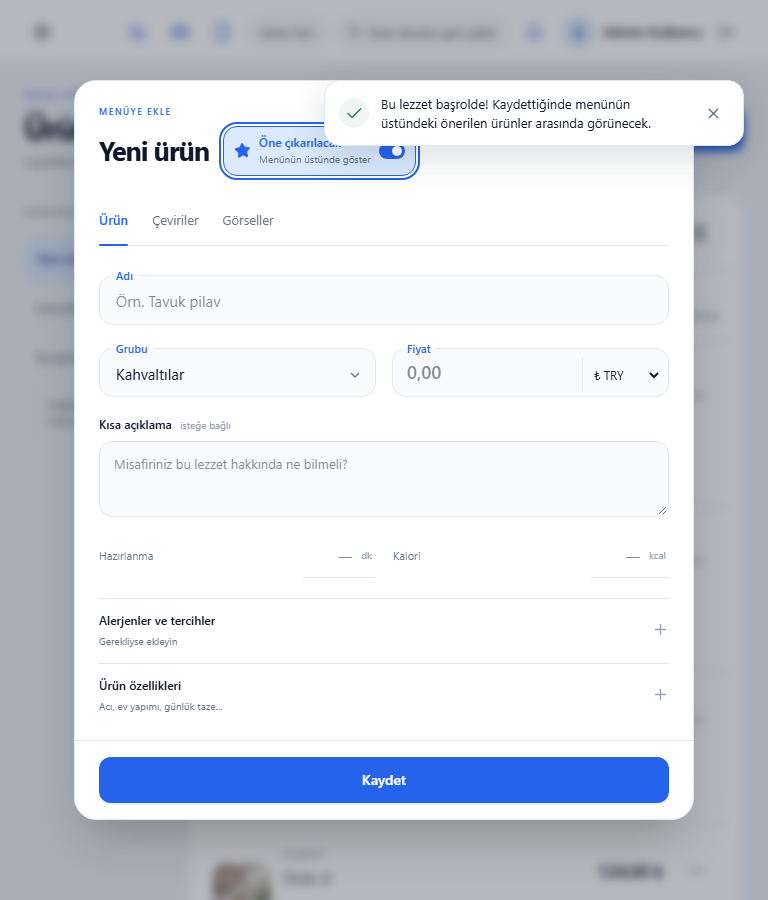 MENÜYE EKLE
Bu lezzet başrolde! Kaydettiğinde menünün
üstündeki önerilen ürünler arasında görünecek.
Yeni ürün
Öne çıkarılacak
Menünün üstünde göster
Ürün
Çeviriler
Görseller
Adı
Örn. Tavuk pilav
Grubu
Kahvaltılar
Fiyat
0,00
₺ TRY
Kısa açıklama isteğe bağlı
Misafiriniz bu lezzet hakkında ne bilmeli?
Hazırlanma — dk
Kalori — kcal
Alerjenler ve tercihler
Gerekliyse ekleyin
Ürün özellikleri
Acı, ev yapımı, günlük taze...
Kaydet